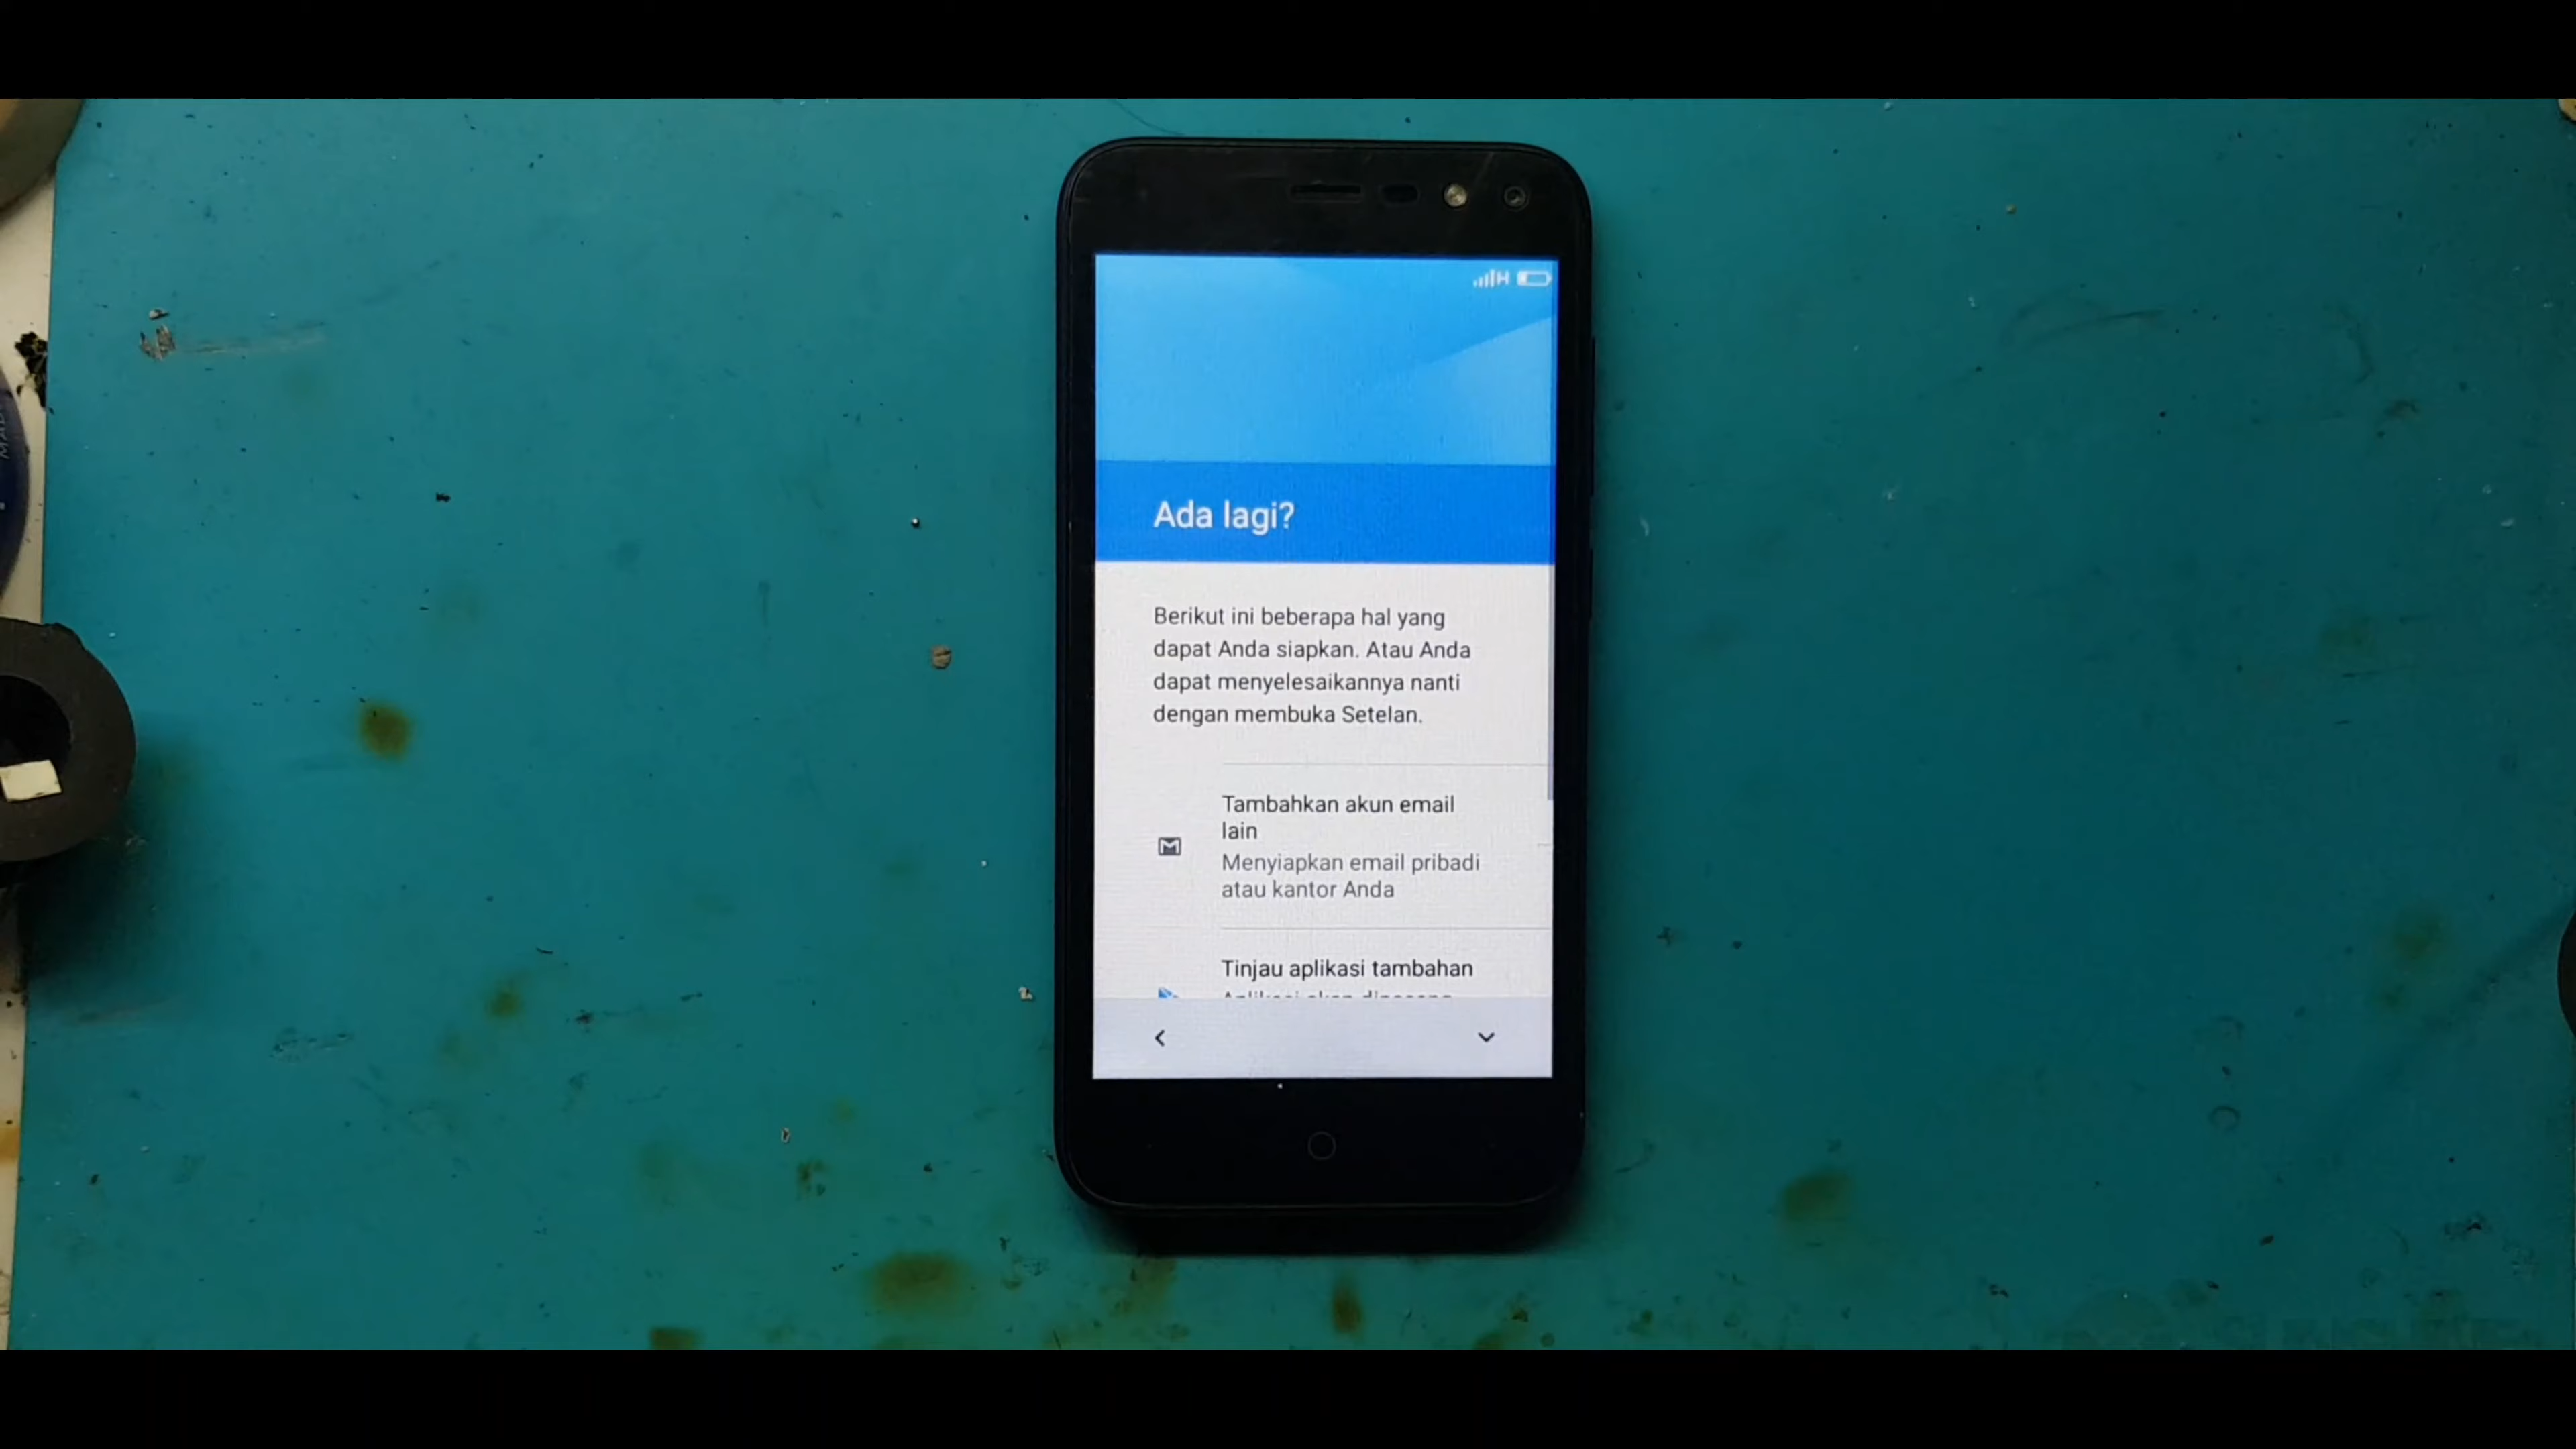 H
Ada lagi?
Berikut ini beberapa hal yang
dapat Anda siapkan. Atau Anda
dapat menyelesaikannya nanti
dengan membuka Setelan.
Tambahkan akun email
lain
Menyiapkan email pribadi
atau kantor Anda
Tinjau aplikasi tambahan